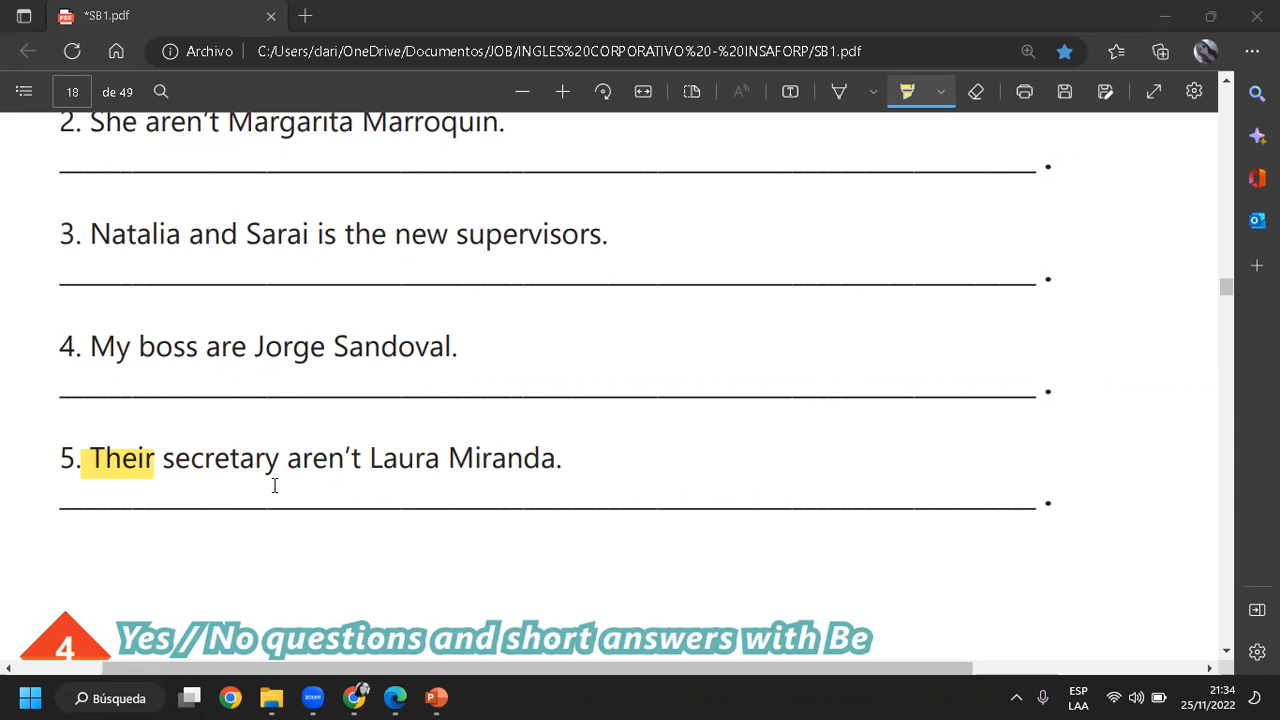 *SB1.pdf
Archivo C:/Users/clari/OneDrive/Documentos/JOB/INGLES%20CORPORATIVO%20-%20INSAFORP/SB1.pdf
18 de 49
2. She aren’t Margarita Marroquin.
3. Natalia and Sarai is the new supervisors.
4. My boss are Jorge Sandoval.
5. Their secretary aren’t Laura Miranda.
4 Yes / No questions and short answers with Be
Búsqueda
ESP
LAA
21:34
25/11/2022